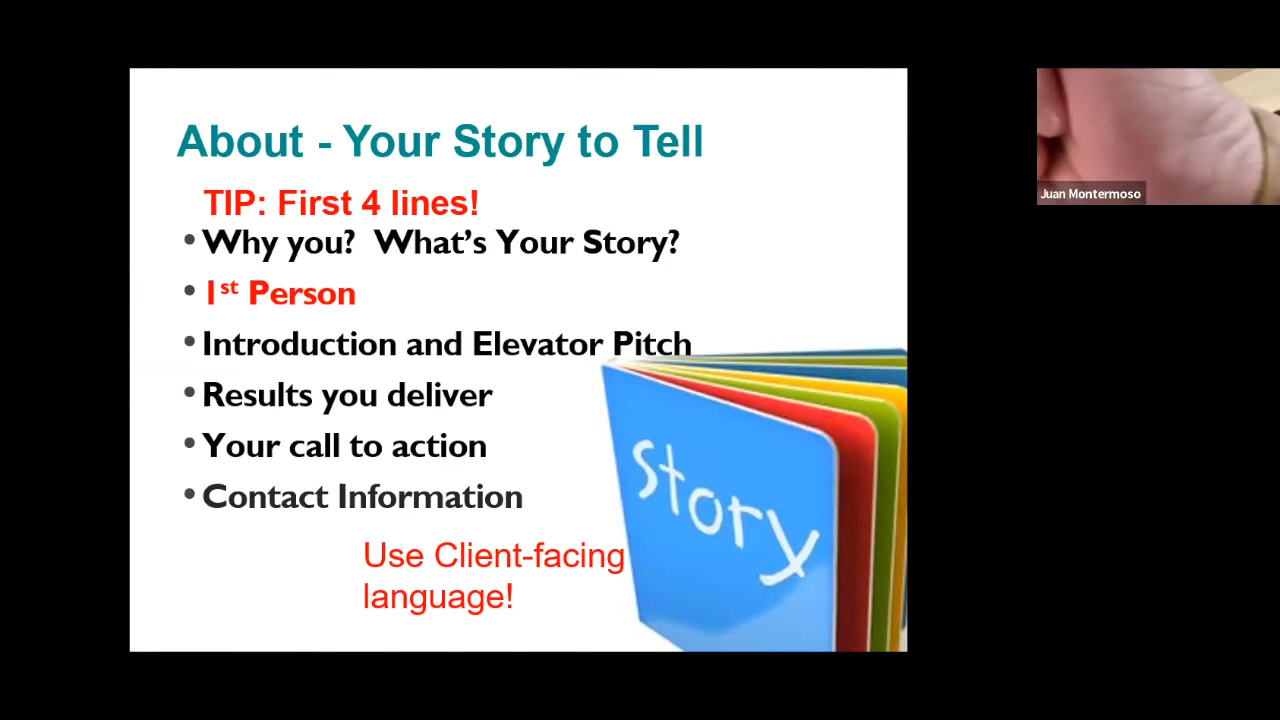 About - Your Story to Tell
TIP: First 4 lines!
• Why you?  What's Your Story?
• 1st Person
• Introduction and Elevator Pitch
• Results you deliver
• Your call to action
• Contact Information
Use Client-facing
language!
story
Juan Montermoso